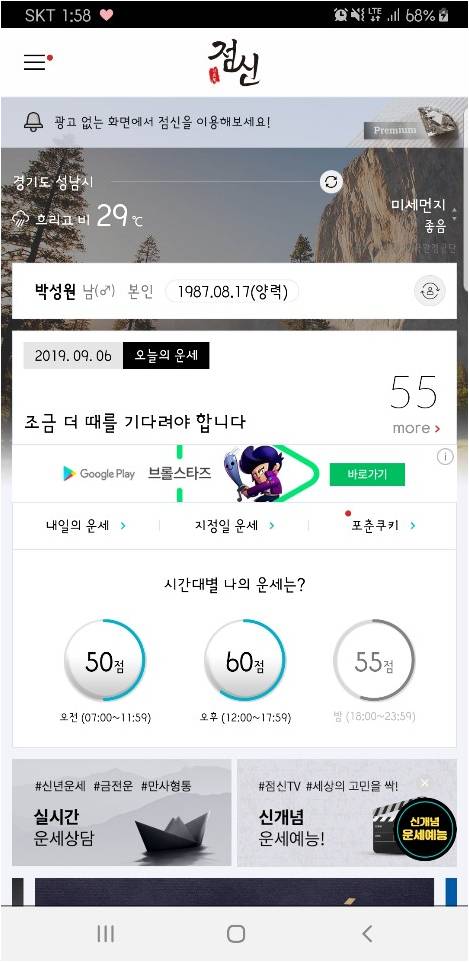 SKT 1:58
LTE
68%
점신
광고 없는 화면에서 점신을 이용해보세요!
Premium
경기도 성남시
흐리고 비 29℃
미세먼지
좋음
박성원 남(♂) 본인 1987.08.17(양력)
2019.09.06 오늘의 운세
55
조금 더 때를 기다려야 합니다
more >
Google Play 브롤스타즈 바로가기
내일의 운세 >
지정일 운세 >
포춘쿠키 >
시간대별 나의 운세는?
50점
60점
55점
오전 (07:00~11:59)
오후 (12:00~17:59)
밤 (18:00~23:59)
#신년운세 #금전운 #만사형통
실시간
운세상담
#점신TV #세상의 고민을 싹!
신개념
운세예능!
신개념
운세예능